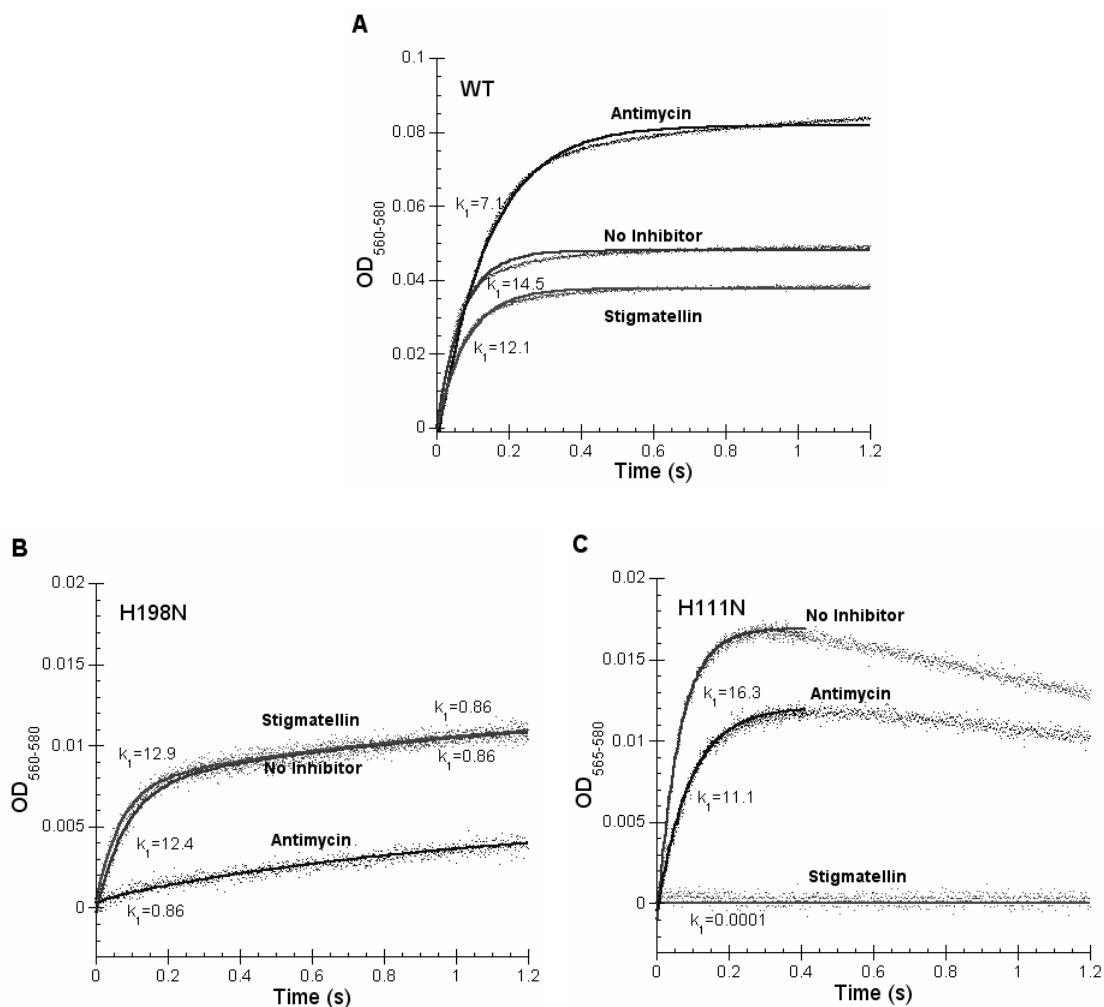 A
WT
0.1
0.08
0.06
0.04
0.02
0
OD560-580
Antimycin
k1=7.1
No Inhibitor
k1=14.5
Stigmatellin
k1=12.1
0 0.2 0.4 0.6 0.8 1 1.2
Time (s)
B
H198N
0.02
0.015
0.01
0.005
0
OD560-580
Stigmatellin
k1=0.86
k1=12.9
No Inhibitor
k1=0.86
k1=12.4
Antimycin
k1=0.86
0 0.2 0.4 0.6 0.8 1 1.2
Time (s)
C
H111N
0.02
0.015
0.01
0.005
0
OD565-580
No Inhibitor
k1=16.3
Antimycin
k1=11.1
Stigmatellin
k1=0.0001
0 0.2 0.4 0.6 0.8 1 1.2
Time (s)